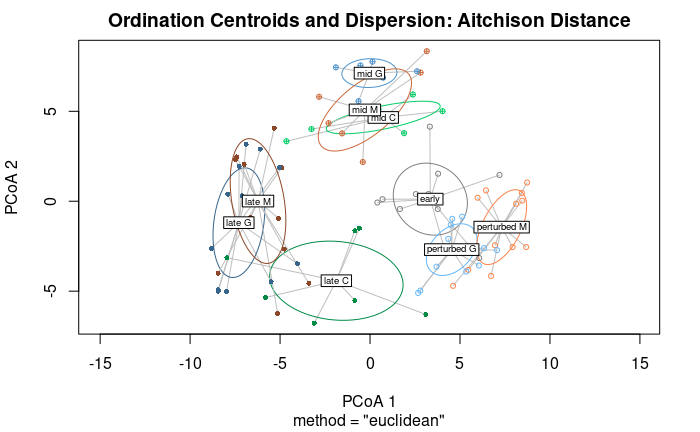 Ordination Centroids and Dispersion: Aitchison Distance
PCoA 2
5
0
-5
mid G
mid M
mid C
late M
early
late G
perturbed M
perturbed G
late C
-15 -10 -5 0 5 10 15
PCoA 1
method = "euclidean"